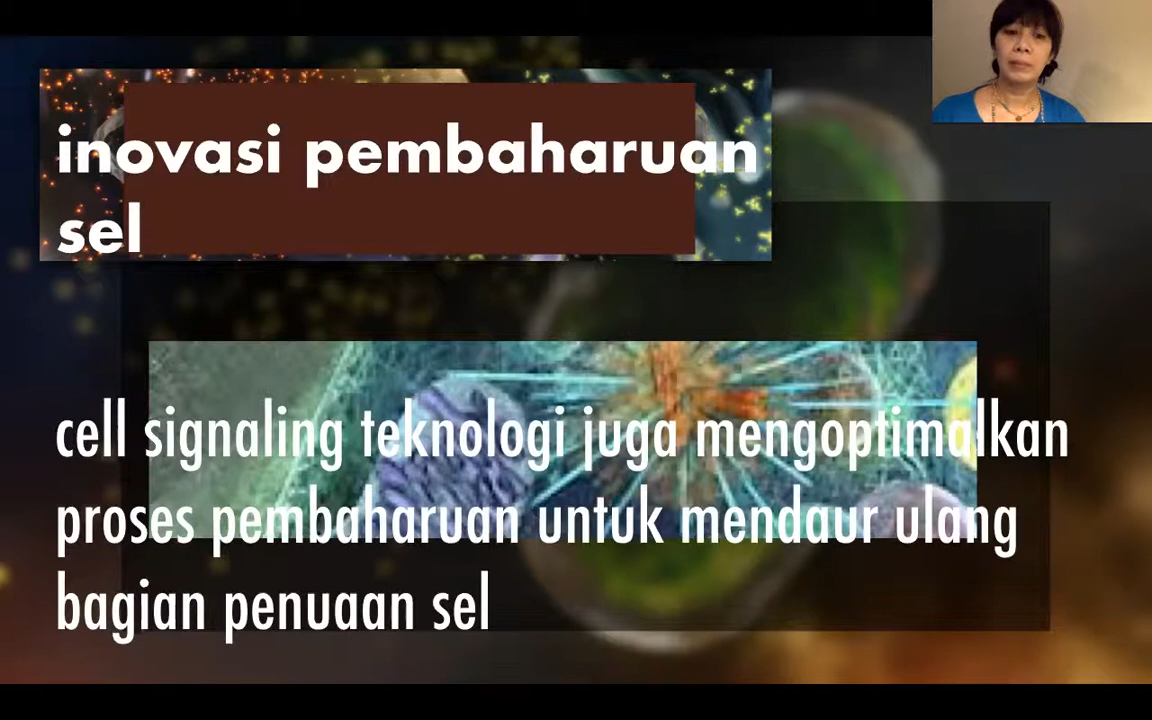 inovasi pembaharuan
sel
cell signaling teknologi juga mengoptimalkan
proses pembaharuan untuk mendaur ulang
bagian penuaan sel